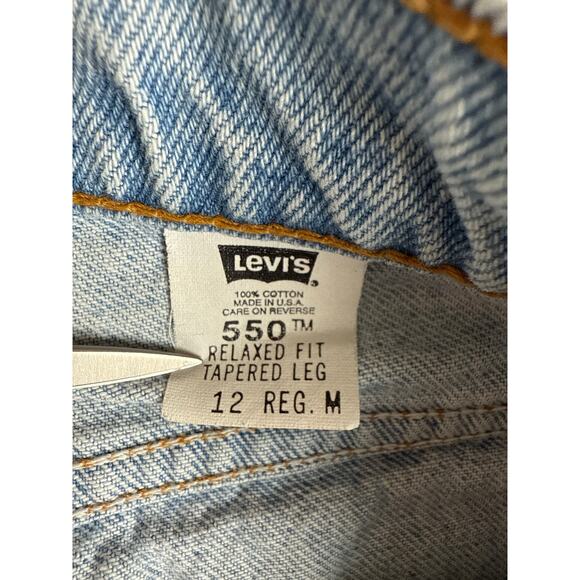 LEVI'S
100% COTTON
MADE IN U.S.A.
CARE ON REVERSE
550™
RELAXED FIT
TAPERED LEG
12 REG. M